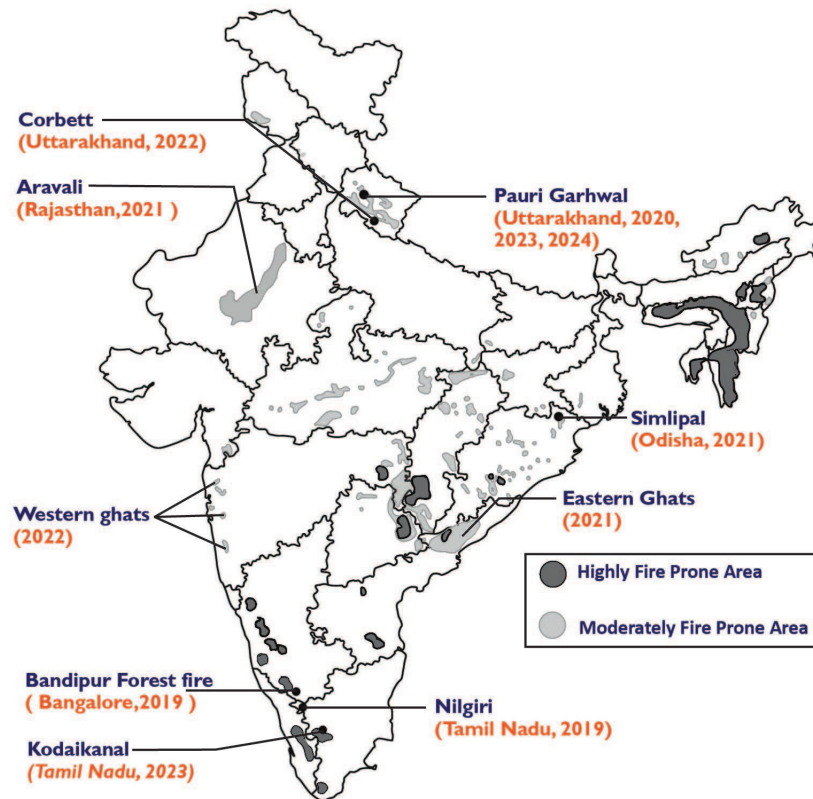 Corbett
(Uttarakhand, 2022)
Aravali
(Rajasthan,2021 )
Pauri Garhwal
(Uttarakhand, 2020,
2023, 2024)
Simlipal
(Odisha, 2021)
Western ghats
(2022)
Eastern Ghats
(2021)
Highly Fire Prone Area
Moderately Fire Prone Area
Bandipur Forest fire
( Bangalore,2019 )
Nilgiri
(Tamil Nadu, 2019)
Kodaikanal
(Tamil Nadu, 2023)